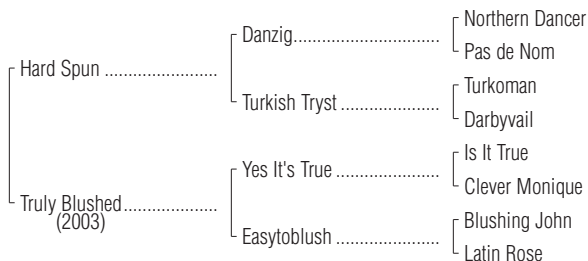 Northern Dancer
Danzig..............................
Pas de Nom
Hard Spun .......................
Turkoman
Turkish Tryst .....................
Darbyvail
Is It True
Yes It's True .....................
Clever Monique
Truly Blushed...................
(2003)
Blushing John
Easytoblush .....................
Latin Rose